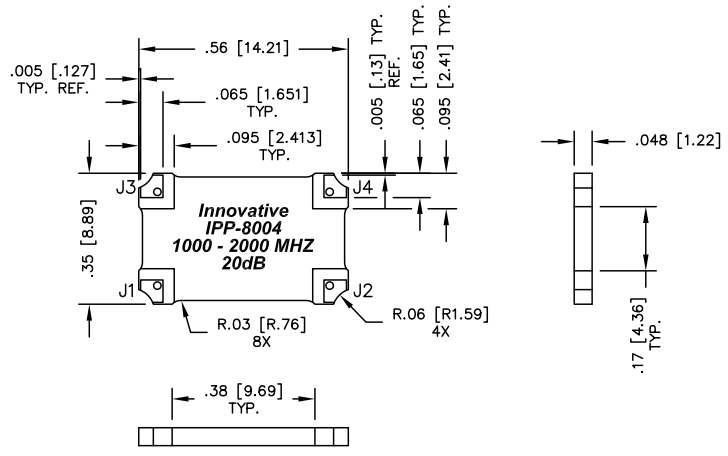 .56 [14.21]
.005 [.127]
TYP. REF.
.065 [1.651]
TYP.
.095 [2.413]
TYP.
.005 [.13] TYP.
REF.
.065 [1.65] TYP.
.095 [2.41] TYP.
.048 [1.22]
J3
J4
Innovative
IPP-8004
1000 - 2000 MHZ
20dB
.35 [8.89]
J1
J2
R.03 [R.76]
8X
R.06 [R1.59]
4X
.17 [4.36]
TYP.
.38 [9.69]
TYP.